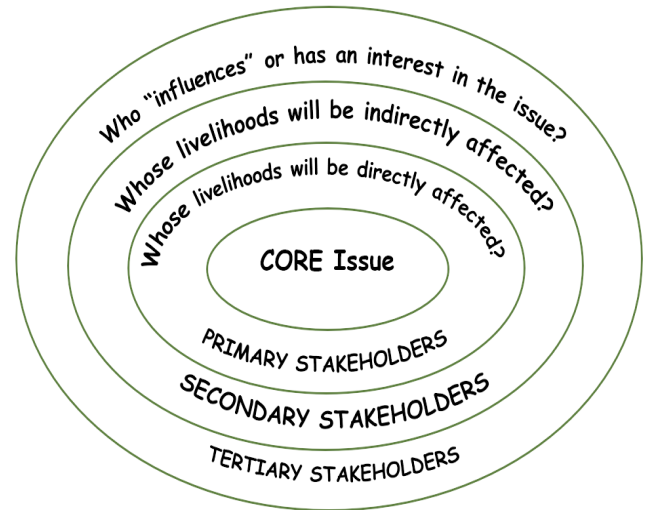 Who “influences” or has an interest in the issue?
Whose livelihoods will be indirectly affected?
Whose livelihoods will be directly affected?
CORE Issue
PRIMARY STAKEHOLDERS
SECONDARY STAKEHOLDERS
TERTIARY STAKEHOLDERS